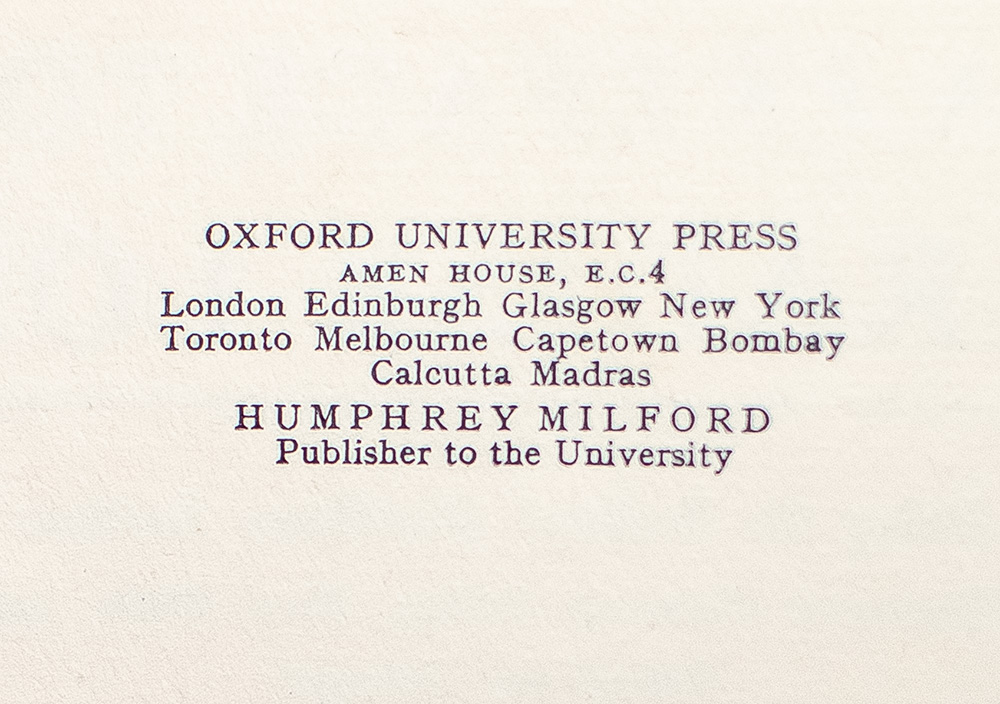 OXFORD UNIVERSITY PRESS
AMEN HOUSE, E.C.4
London Edinburgh Glasgow New York
Toronto Melbourne Capetown Bombay
Calcutta Madras
HUMPHREY MILFORD
Publisher to the University